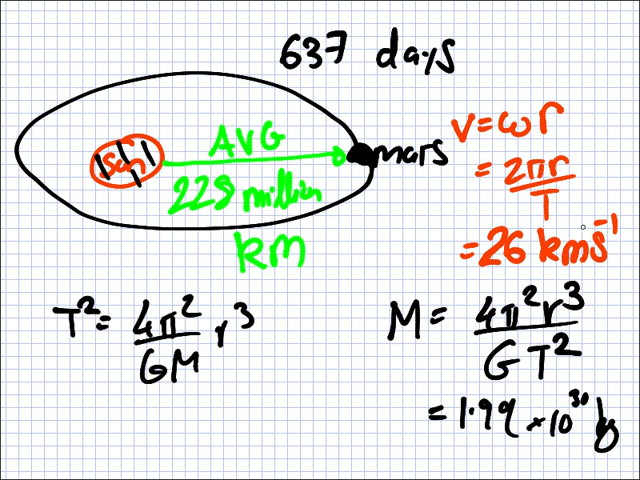 637 days
AVG
sun
mars
228 million
km
V = ωr
= 2πr / T
= 26 kms⁻¹
T² = 4π² / GM r³
M = 4π²r³ / GT²
= 1.99 × 10³⁰ kg